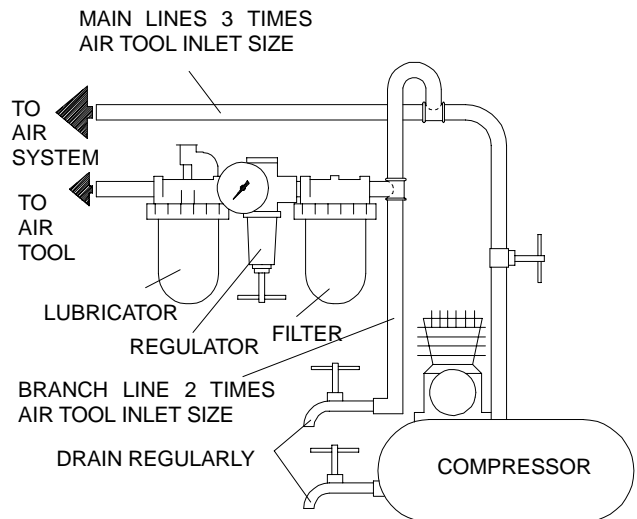 MAIN LINES 3 TIMES
AIR TOOL INLET SIZE
TO
AIR
SYSTEM
TO
AIR
TOOL
LUBRICATOR
REGULATOR
FILTER
BRANCH LINE 2 TIMES
AIR TOOL INLET SIZE
DRAIN REGULARLY
COMPRESSOR